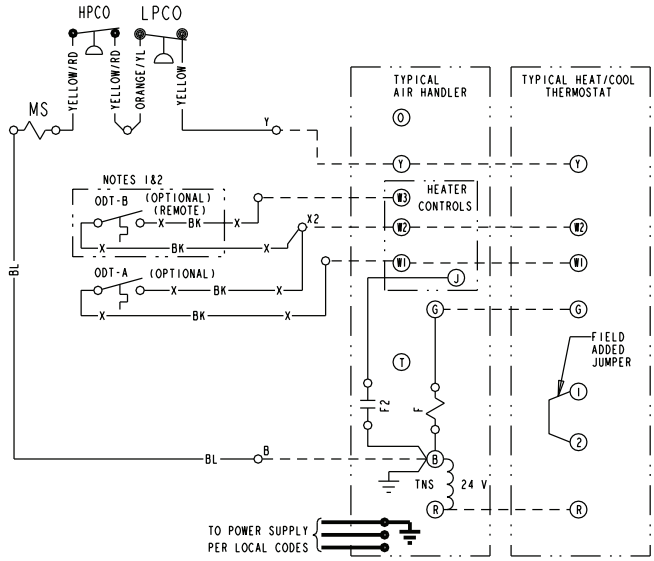 HPCO LPCO
YELLOW/RD
YELLOW/RD
ORANGE/YL
YELLOW
MS
Y
TYPICAL
AIR HANDLER
TYPICAL HEAT/COOL
THERMOSTAT
O
Y
Y
NOTES 1&2
ODT-B (OPTIONAL)
(REMOTE)
X BK X
X BK X
X2
HEATER
CONTROLS
W3
W2
W2
W1
W1
J
ODT-A (OPTIONAL)
X BK X
X BK X
BL
G
G
FIELD
ADDED
JUMPER
T
F2
F
1
2
BL B
B
TNS 24 V
R
R
TO POWER SUPPLY
PER LOCAL CODES